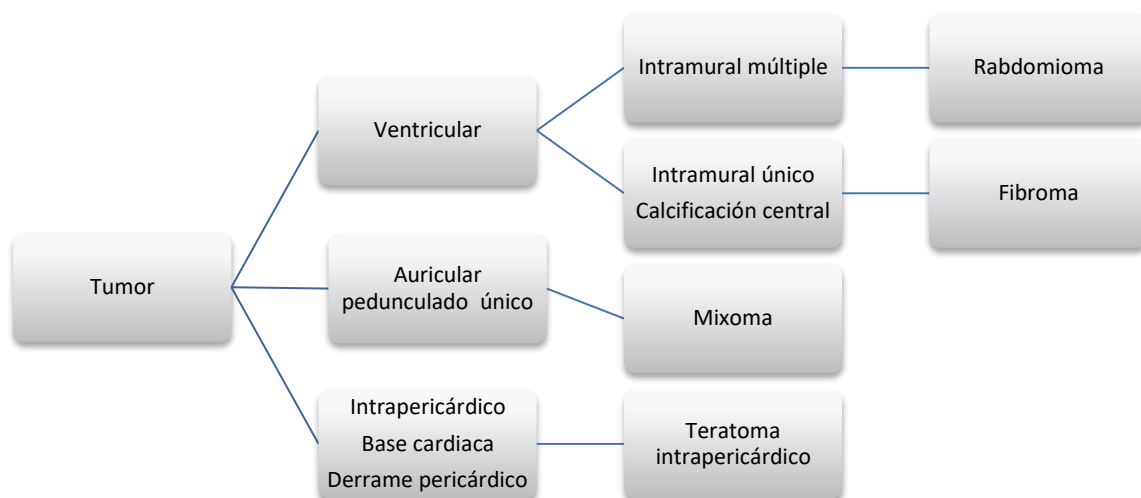 Tumor
Ventricular
Intramural múltiple
Rabdomioma
Intramural único
Calcificación central
Fibroma
Auricular
pedunculado único
Mixoma
Intrapericárdico
Base cardiaca
Derrame pericárdico
Teratoma
intrapericárdico